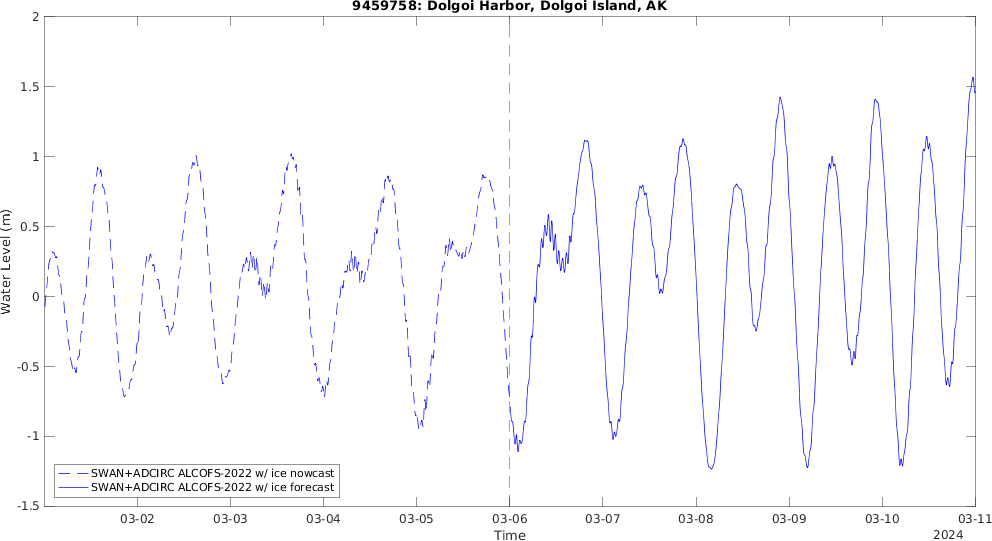 9459758: Dolgoi Harbor, Dolgoi Island, AK
2
1.5
1
0.5
0
-0.5
-1
-1.5
Water Level (m)
SWAN+ADCIRC ALCOFS-2022 w/ ice nowcast
SWAN+ADCIRC ALCOFS-2022 w/ ice forecast
03-02 03-03 03-04 03-05 03-06 03-07 03-08 03-09 03-10 03-11
Time
2024